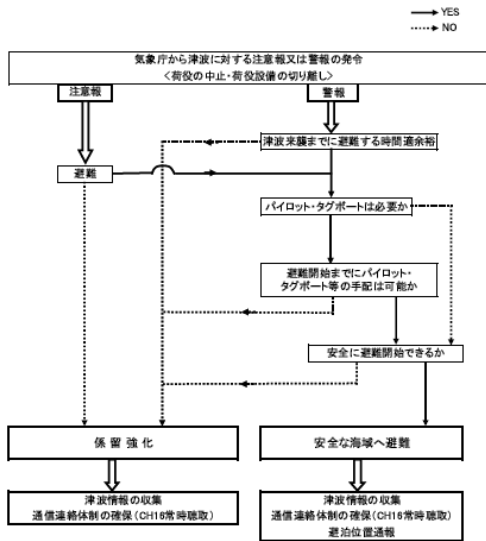 YES
NO
気象庁から津波に対する注意報又は警報の発令
<荷役の中止・荷役設備の切り離し>
注意報
警報
津波来襲までに避難する時間適余裕
避難
パイロット・タグボートは必要か
避難開始までにパイロット・
タグボート等の手配は可能か
安全に避難開始できるか
係留強化
安全な海域へ避難
津波情報の収集
通信連絡体制の確保(CH16常時聴取)
津波情報の収集
通信連絡体制の確保(CH16常時聴取)
避泊位置通報